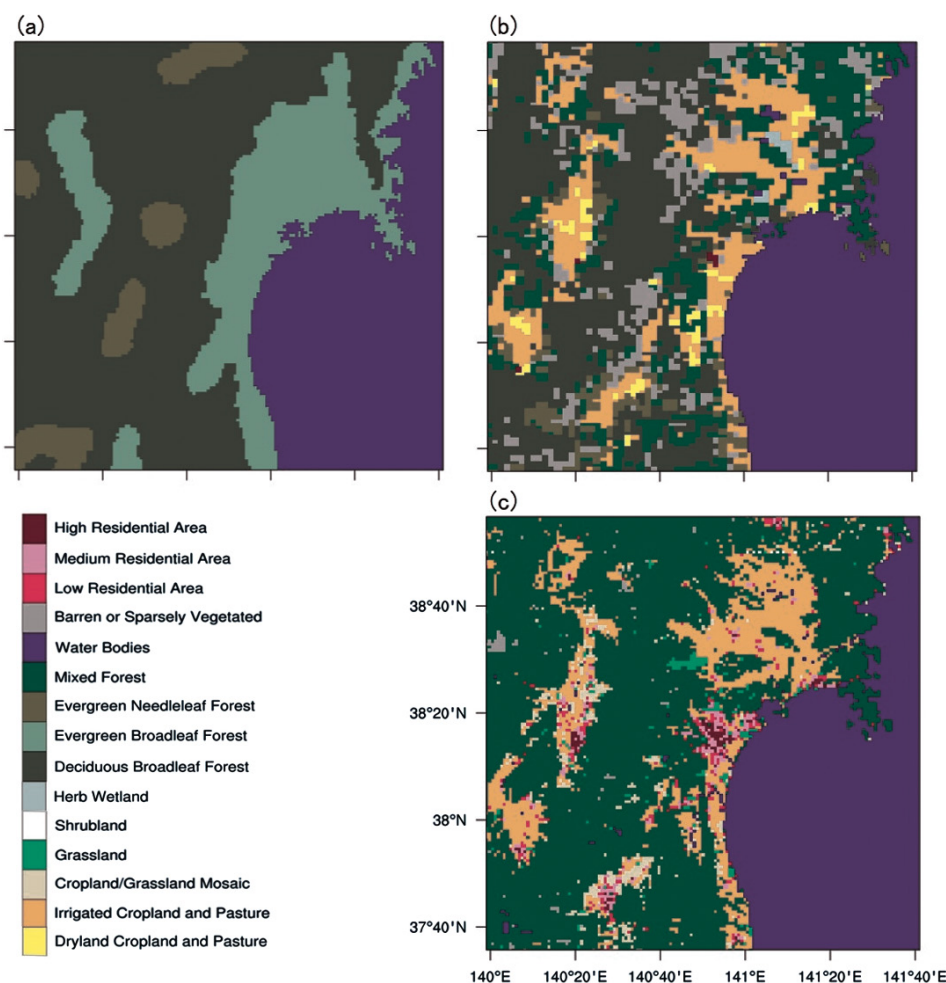 (a)
(b)
High Residential Area
Medium Residential Area
Low Residential Area
Barren or Sparsely Vegetated
Water Bodies
Mixed Forest
Evergreen Needleleaf Forest
Evergreen Broadleaf Forest
Deciduous Broadleaf Forest
Herb Wetland
Shrubland
Grassland
Cropland/Grassland Mosaic
Irrigated Cropland and Pasture
Dryland Cropland and Pasture
(c)
38°40'N
38°20'N
38°N
37°40'N
140°E 140°20'E 140°40'E 141°E 141°20'E 141°40'E